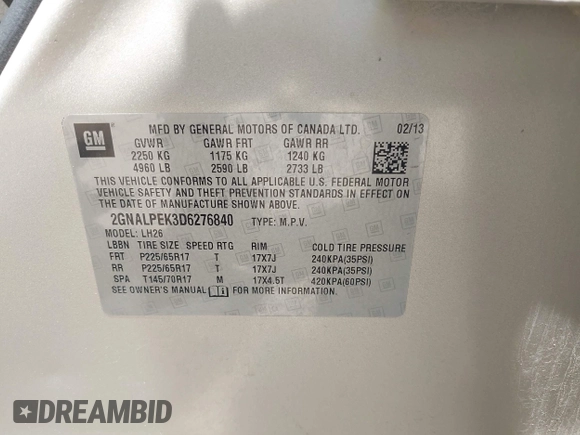 GM
MFD BY GENERAL MOTORS OF CANADA LTD. 02/13
GVWR GAWR FRT GAWR RR
2250 KG 1175 KG 1240 KG
4960 LB 2590 LB 2733 LB
THIS VEHICLE CONFORMS TO ALL APPLICABLE U.S. FEDERAL MOTOR
VEHICLE SAFETY AND THEFT PREVENTION STANDARDS IN EFFECT ON
THE DATE OF MANUFACTURE SHOWN ABOVE.
2GNALPEK3D6276840 TYPE: M.P.V.
MODEL: LH26
LBBN TIRE SIZE SPEED RTG RIM COLD TIRE PRESSURE
FRT P225/65R17 T 17X7J 240KPA(35PSI)
RR P225/65R17 T 17X7J 240KPA(35PSI)
SPA T145/70R17 M 17X4.5T 420KPA(60PSI)
SEE OWNER'S MANUAL FOR MORE INFORMATION.
DREAMBID